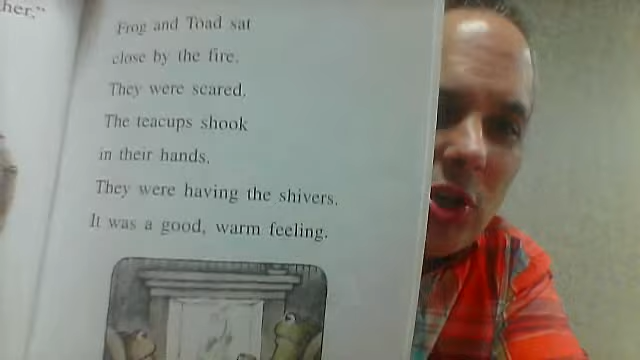 her."
Frog and Toad sat
close by the fire.
They were scared.
The teacups shook
in their hands.
They were having the shivers.
It was a good, warm feeling.